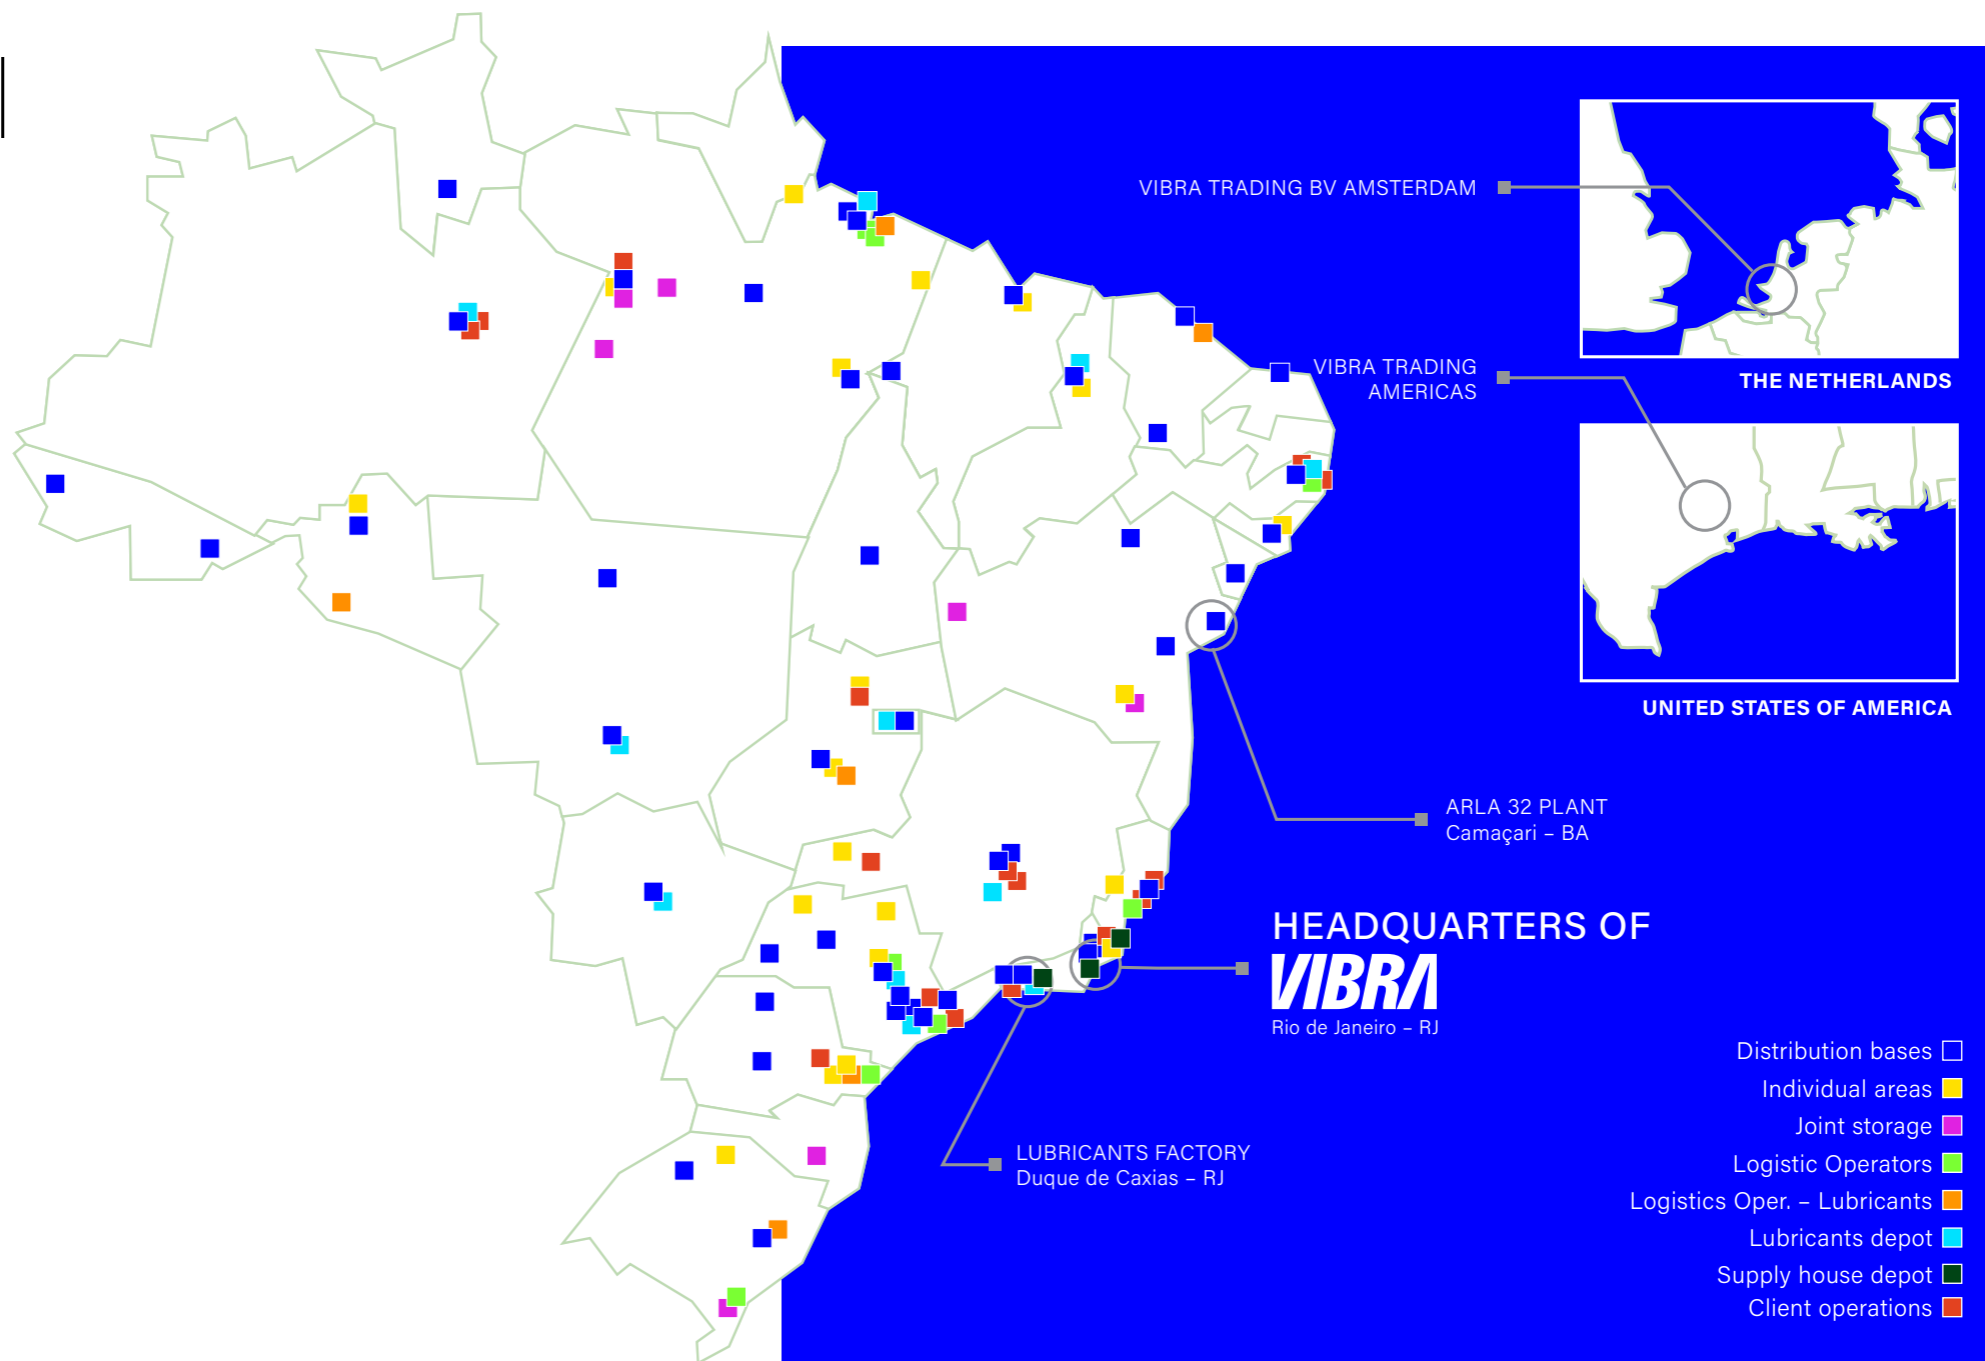 VIBRA TRADING BV AMSTERDAM
THE NETHERLANDS
VIBRA TRADING
AMERICAS
UNITED STATES OF AMERICA
ARLA 32 PLANT
Camaçari – BA
HEADQUARTERS OF
VIBRA
Rio de Janeiro – RJ
LUBRICANTS FACTORY
Duque de Caxias – RJ
Distribution bases
Individual areas
Joint storage
Logistic Operators
Logistics Oper. – Lubricants
Lubricants depot
Supply house depot
Client operations